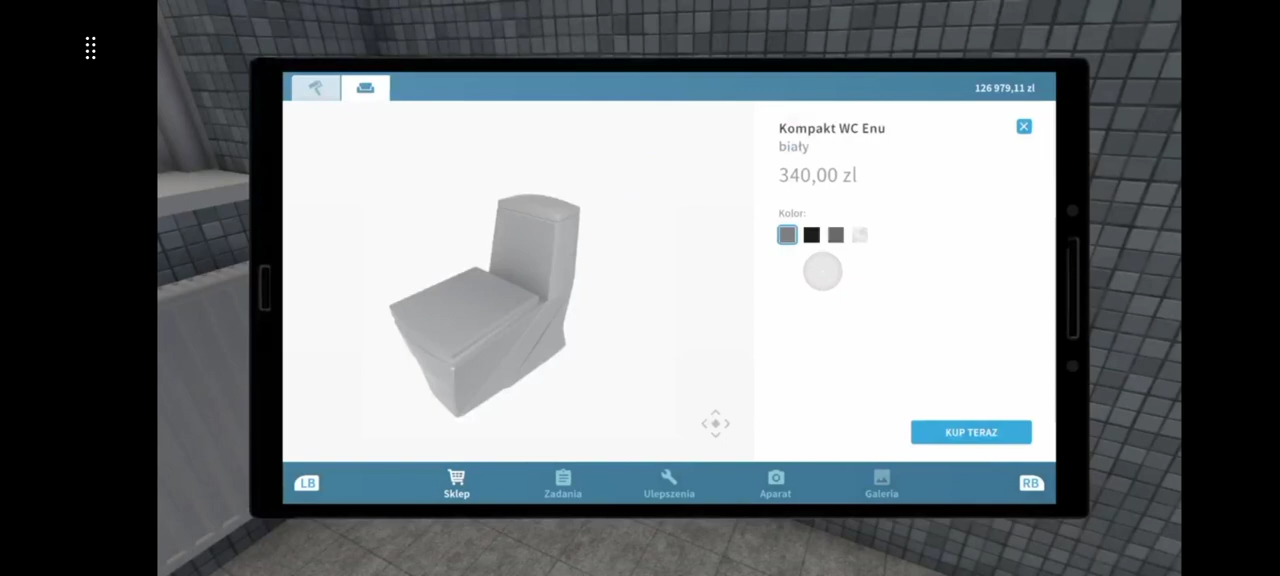 126 979,11 zl
Kompakt WC Enu
biały
340,00 zl
Kolor:
KUP TERAZ
LB
Sklep
Zadania
Ulepszenia
Aparat
Galeria
RB